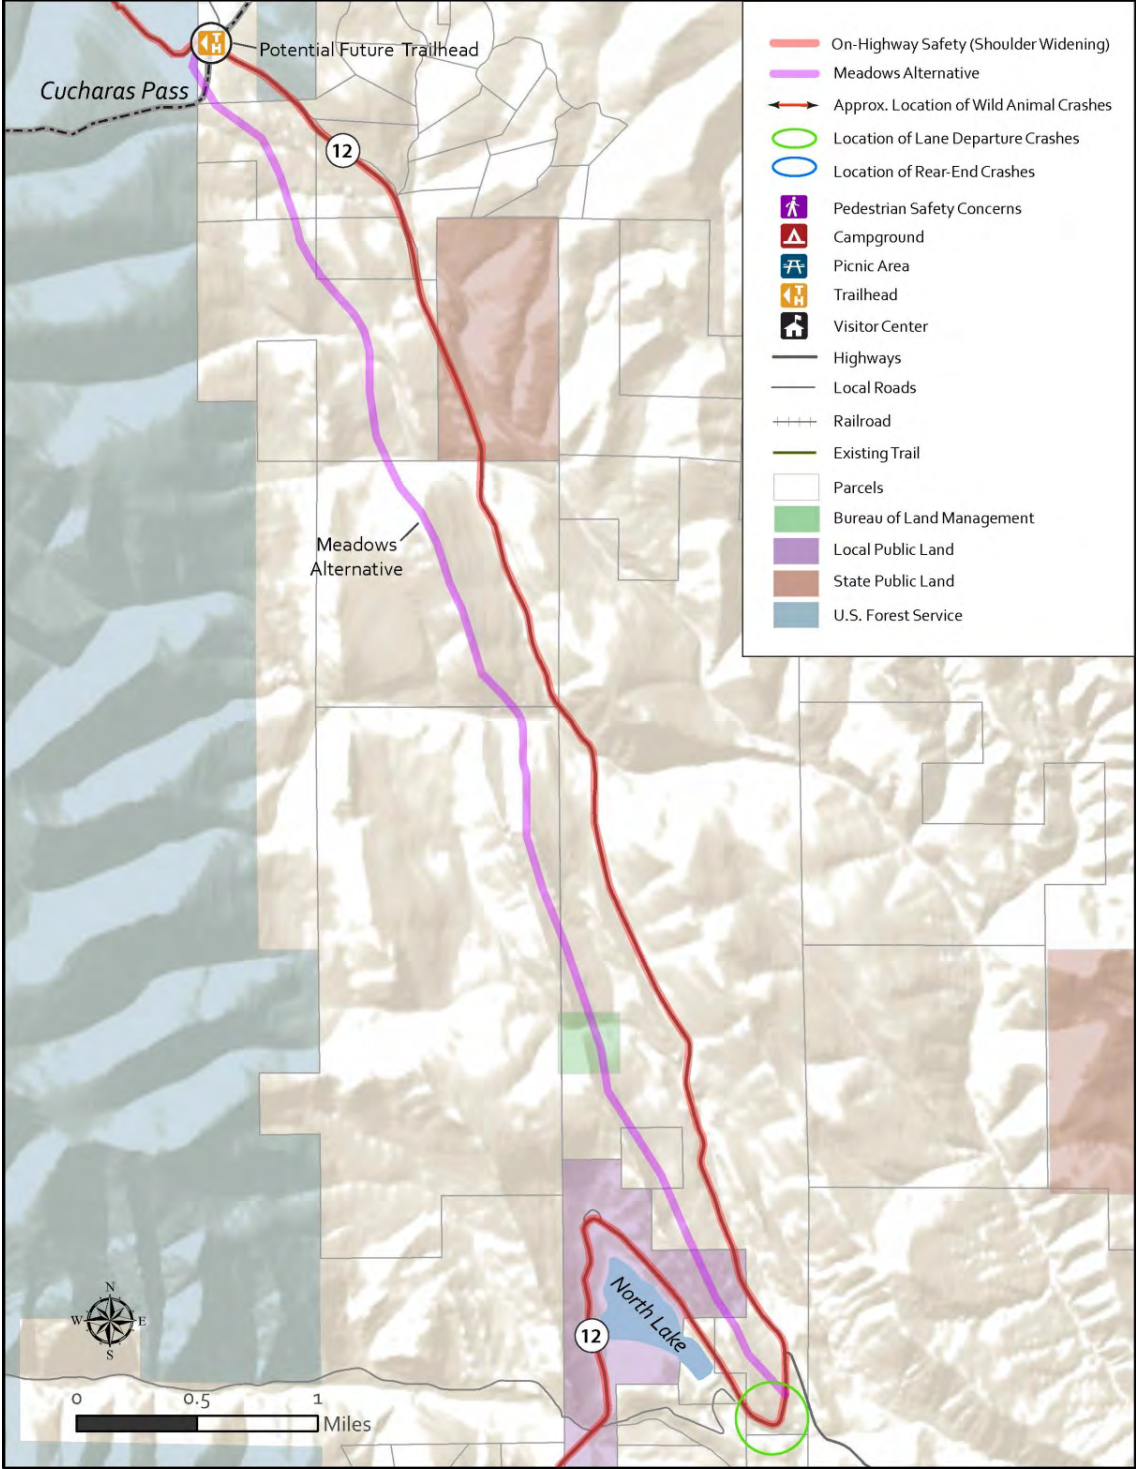 TH
Potential Future Trailhead
Cucharas Pass
12
Meadows
Alternative
North Lake
12
N
W E
S
0 0.5 1
Miles
On-Highway Safety (Shoulder Widening)
Meadows Alternative
Approx. Location of Wild Animal Crashes
Location of Lane Departure Crashes
Location of Rear-End Crashes
Pedestrian Safety Concerns
Campground
Picnic Area
TH
Trailhead
Visitor Center
Highways
Local Roads
Railroad
Existing Trail
Parcels
Bureau of Land Management
Local Public Land
State Public Land
U.S. Forest Service